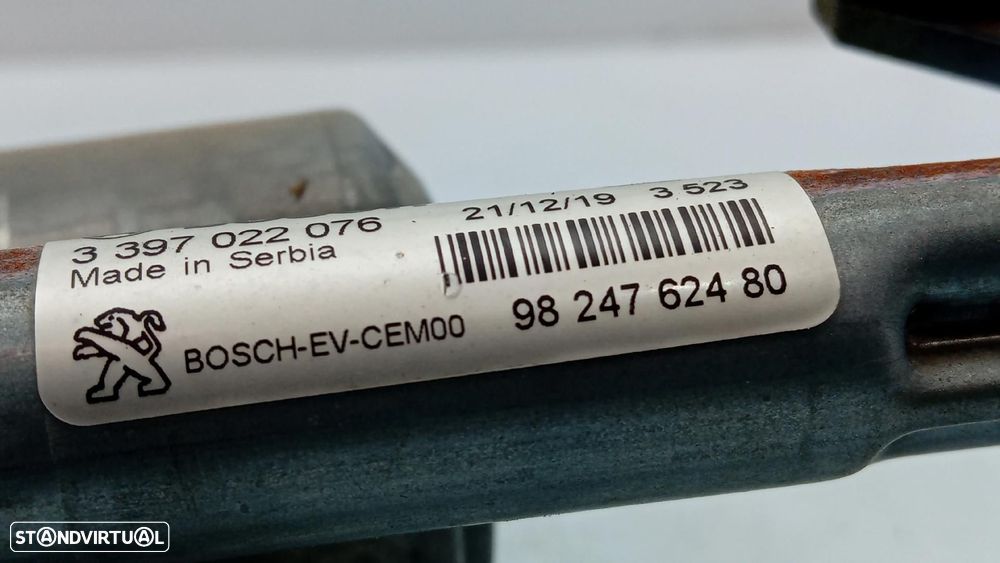 3 397 022 076
21/12/19 3 523
Made in Serbia
BOSCH-EV-CEM00
98 247 624 80
STANDVIRTUAL